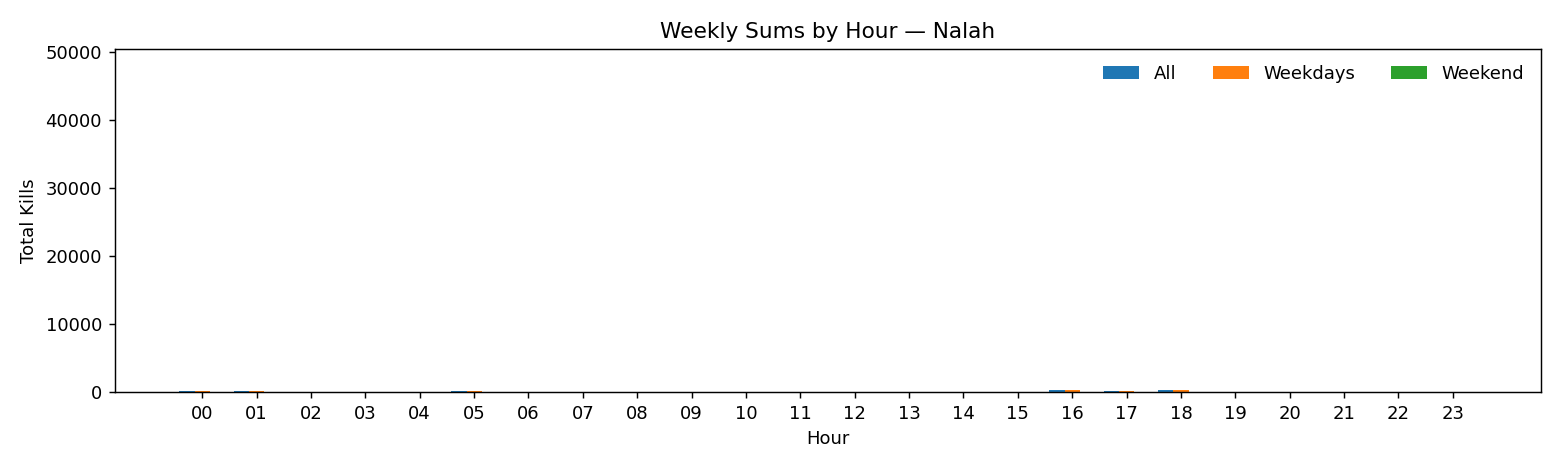 Weekly Sums by Hour — Nalah
All Weekdays Weekend
50000
40000
30000
20000
10000
0
Total Kills
00 01 02 03 04 05 06 07 08 09 10 11 12 13 14 15 16 17 18 19 20 21 22 23
Hour